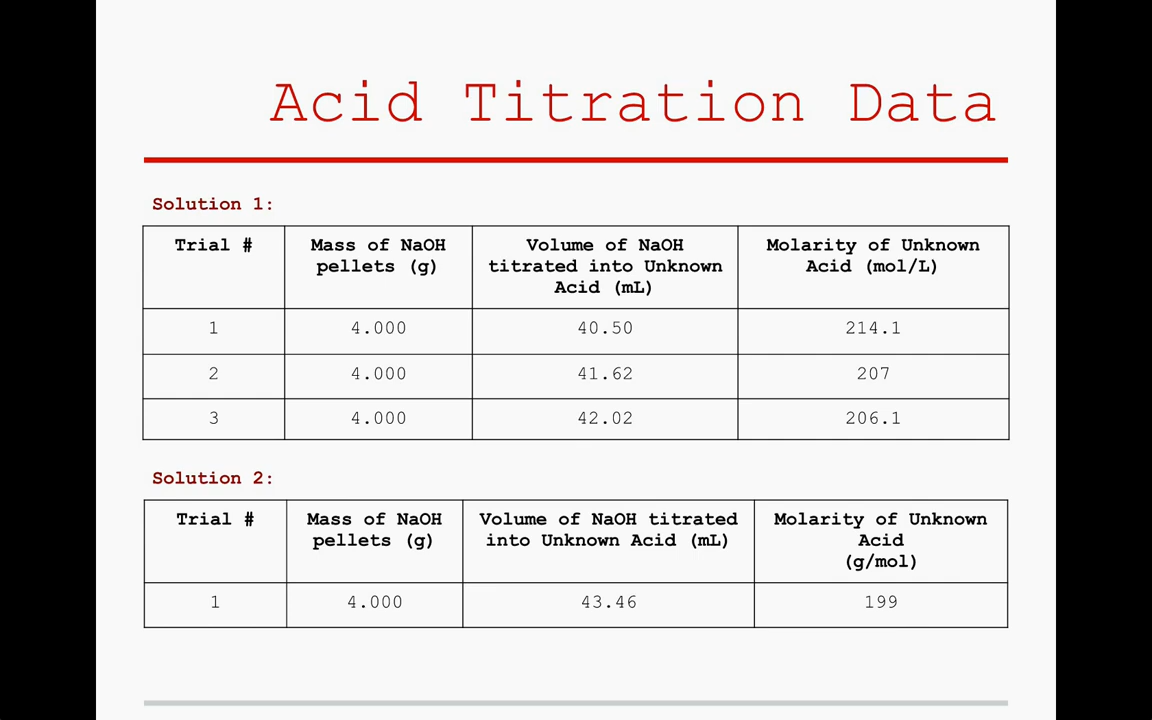 Acid Titration Data
Solution 1:
Trial #
Mass of NaOH
pellets (g)
Volume of NaOH
titrated into Unknown
Acid (mL)
Molarity of Unknown
Acid (mol/L)
1
4.000
40.50
214.1
2
4.000
41.62
207
3
4.000
42.02
206.1
Solution 2:
Trial #
Mass of NaOH
pellets (g)
Volume of NaOH titrated
into Unknown Acid (mL)
Molarity of Unknown
Acid
(g/mol)
1
4.000
43.46
199